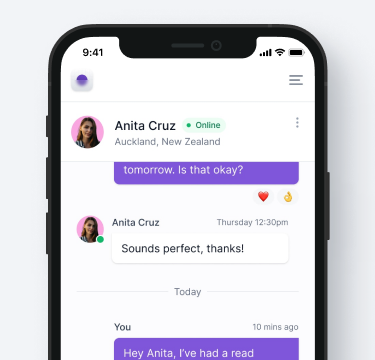 9:41
Anita Cruz
Online
Auckland, New Zealand
tomorrow. Is that okay?
Anita Cruz
Thursday 12:30pm
Sounds perfect, thanks!
Today
You
10 mins ago
Hey Anita, I've had a read